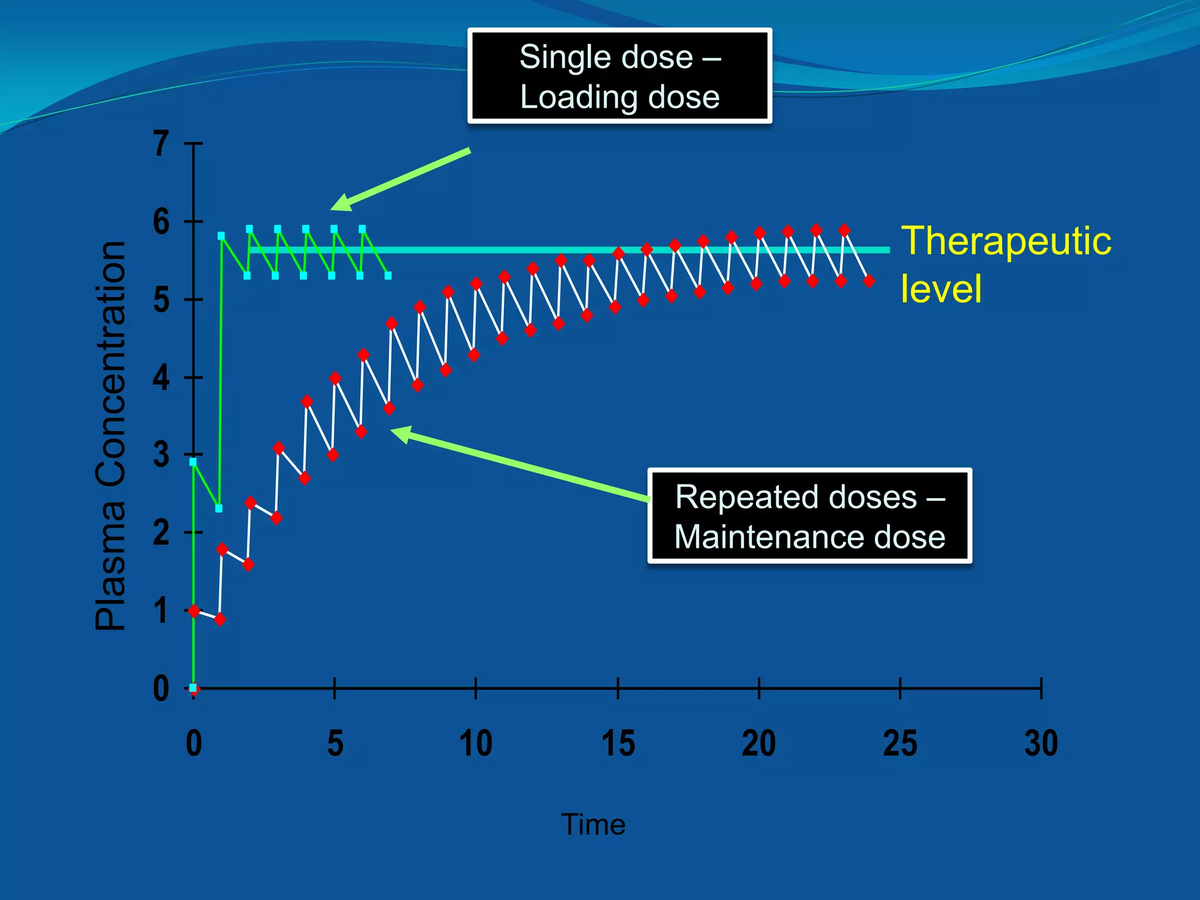 Single dose –
Loading dose
7
6
5
4
3
2
1
0
Plasma Concentration
Therapeutic
level
Repeated doses –
Maintenance dose
0 5 10 15 20 25 30
Time